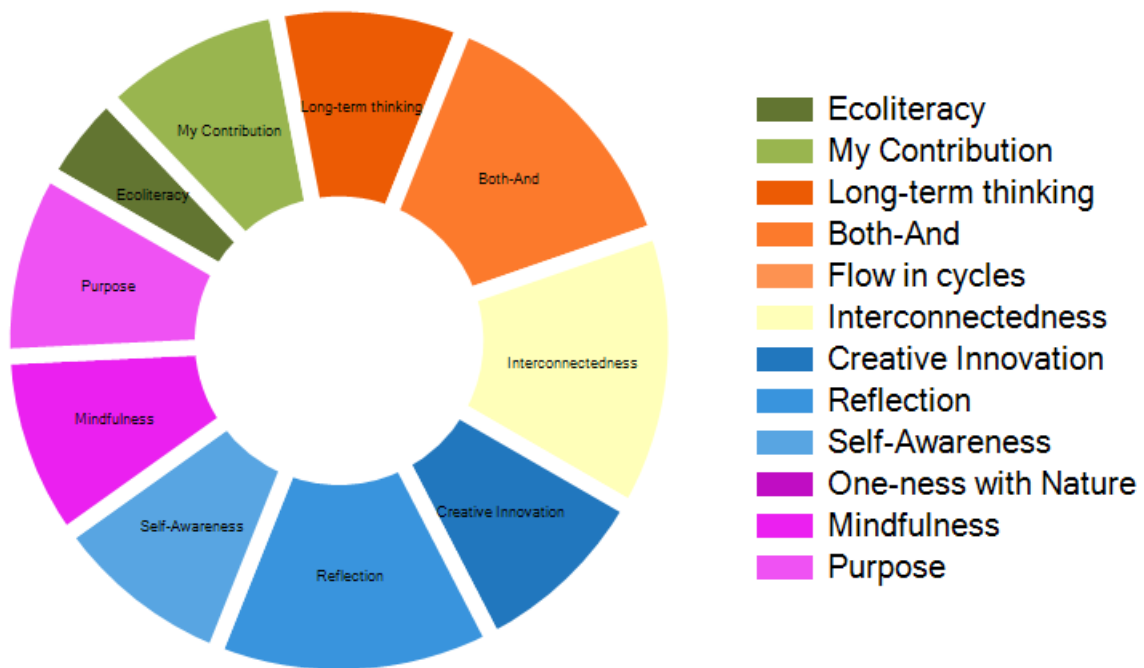 Long-term thinking
My Contribution
Both-And
Ecoliteracy
Purpose
Interconnectedness
Mindfulness
Creative Innovation
Self-Awareness
Reflection
Ecoliteracy
My Contribution
Long-term thinking
Both-And
Flow in cycles
Interconnectedness
Creative Innovation
Reflection
Self-Awareness
One-ness with Nature
Mindfulness
Purpose